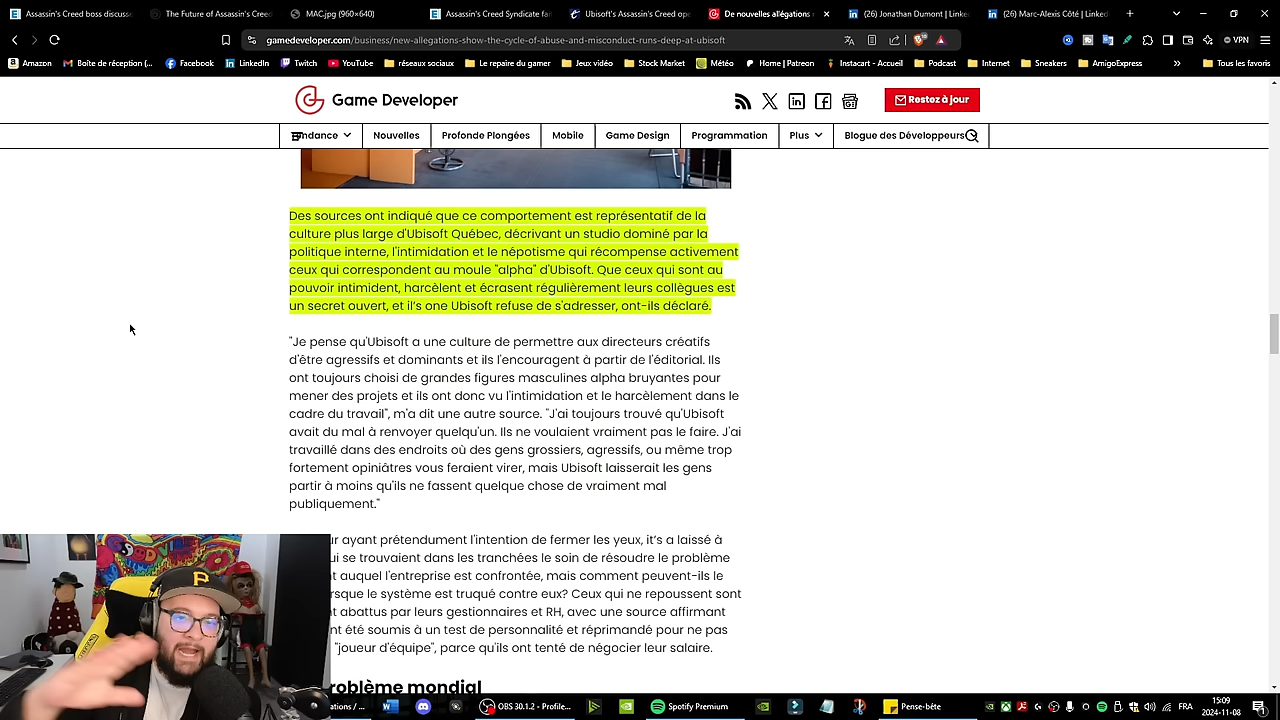 Assassin's Creed boss discuss
The Future of Assassin's Creed
MAC.jpg (960×640)
Assassin's Creed Syndicate fai
Ubisoft's Assassin's Creed ope
De nouvelles allégations
(26) Jonathan Dumont | Linke
(26) Marc-Alexis Côté | Linked
gamedeveloper.com/business/new-allegations-show-the-cycle-of-abuse-and-misconduct-runs-deep-at-ubisoft
VPN
Amazon
Boîte de réception (...
Facebook
LinkedIn
Twitch
YouTube
réseaux sociaux
Le repaire du gamer
Jeux vidéo
Stock Market
Météo
Home | Patreon
Instacart - Accueil
Podcast
Internet
Sneakers
AmigoExpress
Tous les favoris
Game Developer
Restez à jour
ndance
Nouvelles
Profonde Plongées
Mobile
Game Design
Programmation
Plus
Blogue des Développeurs
Des sources ont indiqué que ce comportement est représentatif de la
culture plus large d'Ubisoft Québec, décrivant un studio dominé par la
politique interne, l'intimidation et le népotisme qui récompense activement
ceux qui correspondent au moule "alpha" d'Ubisoft. Que ceux qui sont au
pouvoir intimident, harcèlent et écrasent régulièrement leurs collègues est
un secret ouvert, et il's one Ubisoft refuse de s'adresser, ont-ils déclaré.
"Je pense qu'Ubisoft a une culture de permettre aux directeurs créatifs
d'être agressifs et dominants et ils l'encouragent à partir de l'éditorial. Ils
ont toujours choisi de grandes figures masculines alpha bruyantes pour
mener des projets et ils ont donc vu l'intimidation et le harcèlement dans le
cadre du travail", m'a dit une autre source. "J'ai toujours trouvé qu'Ubisoft
avait du mal à renvoyer quelqu'un. Ils ne voulaient vraiment pas le faire. J'ai
travaillé dans des endroits où des gens grossiers, agressifs, ou même trop
fortement opiniâtres vous feraient virer, mais Ubisoft laisserait les gens
partir à moins qu'ils ne fassent quelque chose de vraiment mal
publiquement."
ur ayant prétendument l'intention de fermer les yeux, it's a laissé à
ui se trouvaient dans les tranchées le soin de résoudre le problème
t auquel l'entreprise est confrontée, mais comment peuvent-ils le
rsque le système est truqué contre eux? Ceux qui ne repoussent sont
t abattus par leurs gestionnaires et RH, avec une source affirmant
nt été soumis à un test de personnalité et réprimandé pour ne pas
"joueur d'équipe", parce qu'ils ont tenté de négocier leur salaire.
roblème mondial
P
ations / ...
OBS 30.1.2 - Profile...
Spotify Premium
Pense-bête
FRA
15:09
2024-11-08